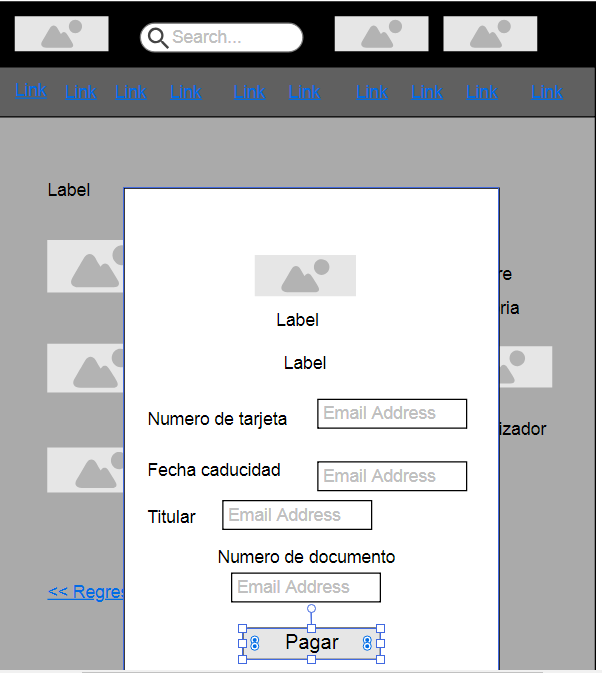 Search...
Link Link Link Link Link Link Link Link Link Link
Label
re
ria
Label
Label
Numero de tarjeta Email Address
izador
Fecha caducidad Email Address
Titular Email Address
Numero de documento
Email Address
<< Regres
Pagar